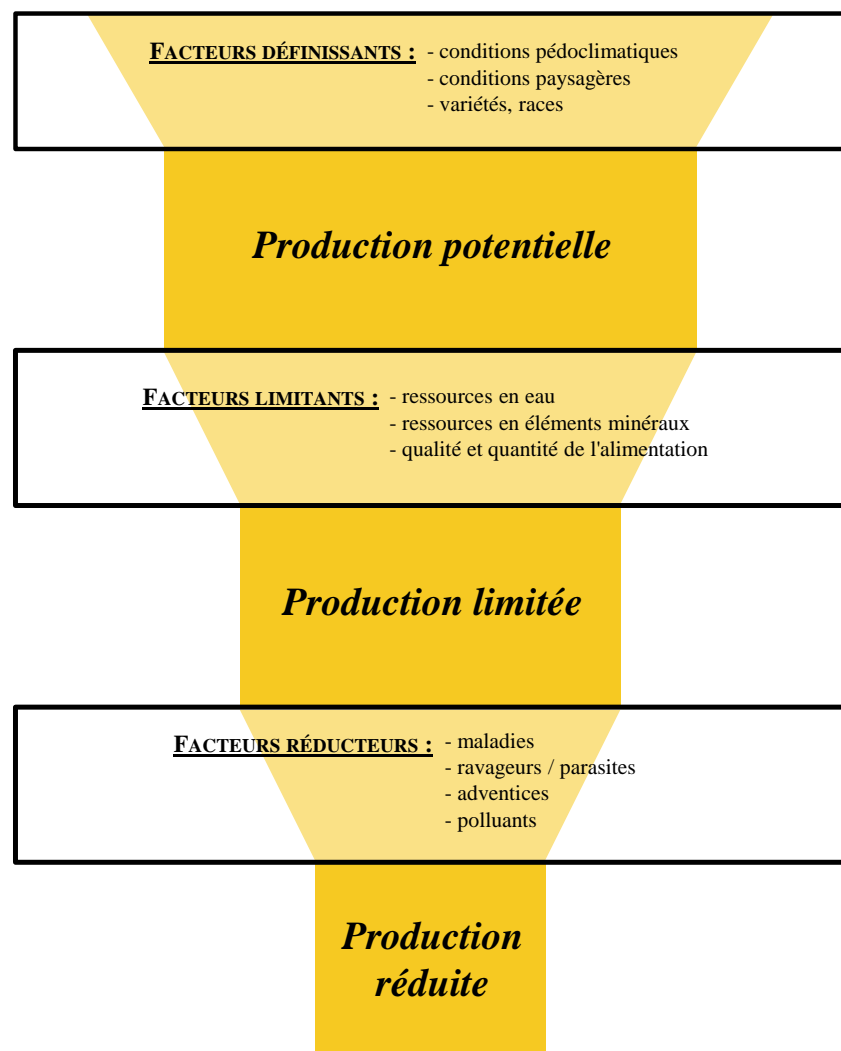 FACTEURS DÉFINISSANTS : - conditions pédoclimatiques
- conditions paysagères
- variétés, races
Production potentielle
FACTEURS LIMITANTS : - ressources en eau
- ressources en éléments minéraux
- qualité et quantité de l'alimentation
Production limitée
FACTEURS RÉDUCTEURS : - maladies
- ravageurs / parasites
- adventices
- polluants
Production
réduite